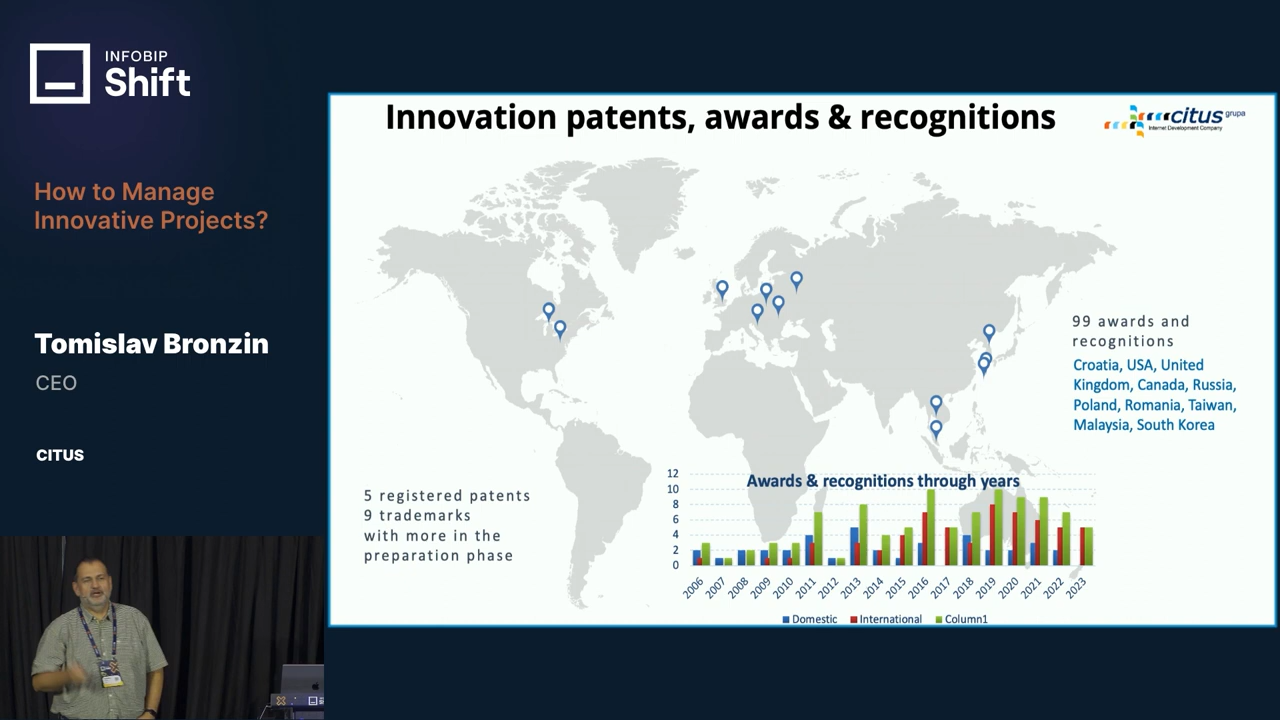 INFOBIP
Shift
How to Manage
Innovative Projects?
Tomislav Bronzin
CEO
CITUS
Innovation patents, awards & recognitions
citus grupa
Internet Development Company
99 awards and
recognitions
Croatia, USA, United
Kingdom, Canada, Russia,
Poland, Romania, Taiwan,
Malaysia, South Korea
5 registered patents
9 trademarks
with more in the
preparation phase
Awards & recognitions through years
12
10
8
6
4
2
0
2006 2007 2008 2009 2010 2011 2012 2013 2014 2015 2016 2017 2018 2019 2020 2021 2022 2023
Domestic International Column1